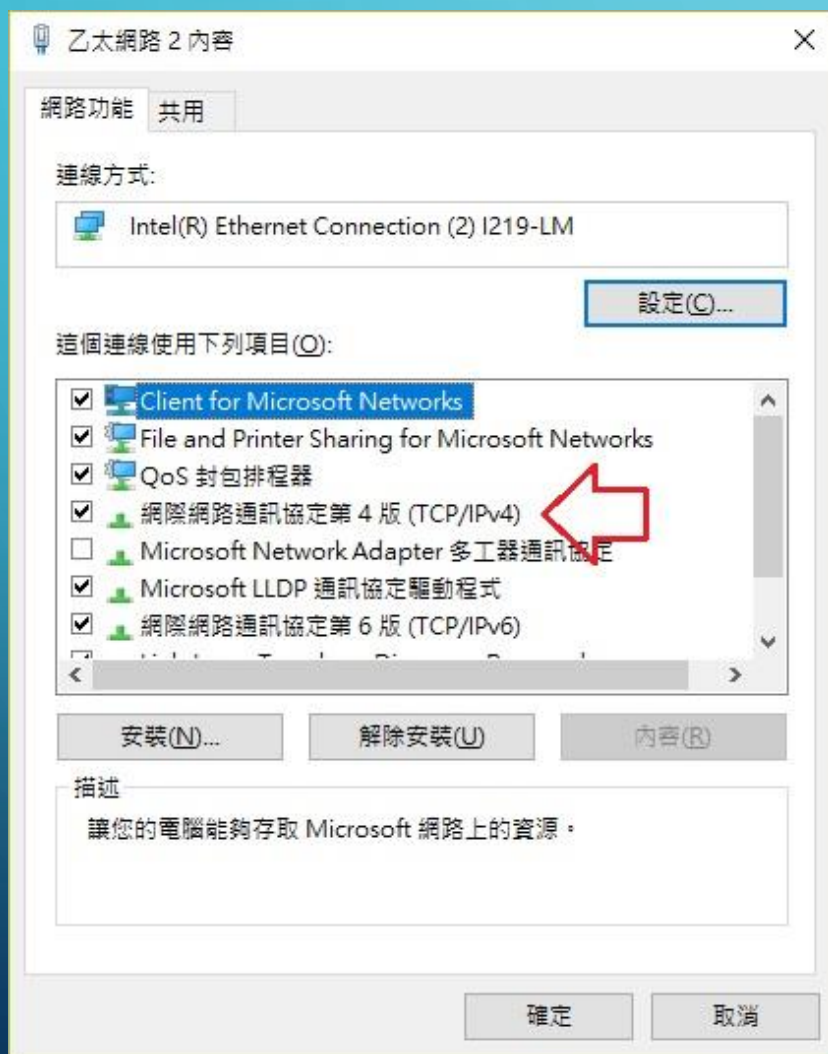 乙太網路 2 內容
網路功能 共用
連線方式:
Intel(R) Ethernet Connection (2) I219-LM
設定(C)...
這個連線使用下列項目(O):
Client for Microsoft Networks
File and Printer Sharing for Microsoft Networks
QoS 封包排程器
網際網路通訊協定第 4 版 (TCP/IPv4)
Microsoft Network Adapter 多工器通訊協定
Microsoft LLDP 通訊協定驅動程式
網際網路通訊協定第 6 版 (TCP/IPv6)
安裝(N)... 解除安裝(U) 內容(R)
描述
讓您的電腦能夠存取 Microsoft 網路上的資源。
確定 取消